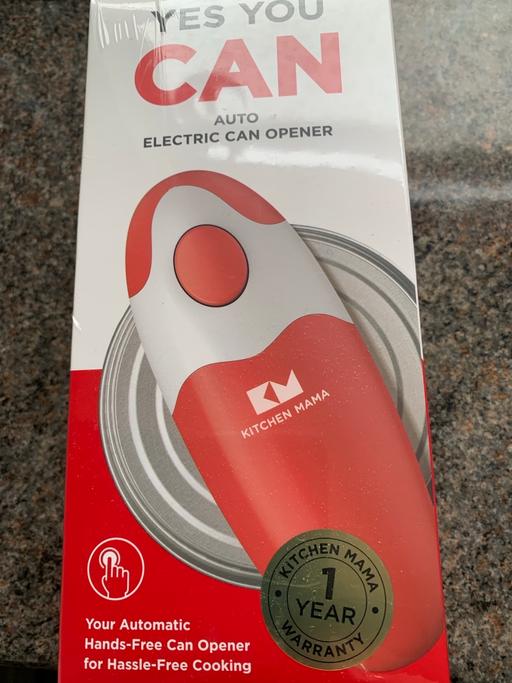 YES YOU
CAN
AUTO
ELECTRIC CAN OPENER
KM
KITCHEN MAMA
KITCHEN MAMA
1
YEAR
WARRANTY
Your Automatic
Hands-Free Can Opener
for Hassle-Free Cooking